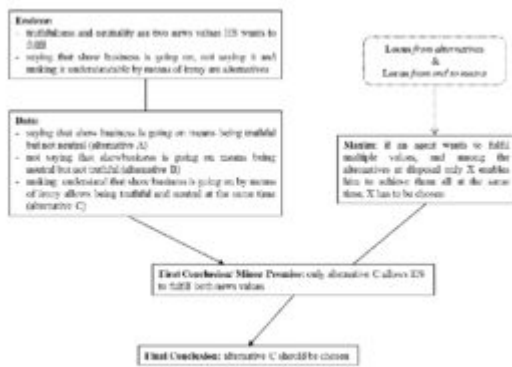 Endoxon:
- truthfulness and neutrality are two news values ES wants to fulfill
- saying that show business is going on, not saying it and
making it understandable by means of irony are alternatives
Locus from alternatives
&
Locus from end to means
Data:
- saying that show business is going on means being truthful
but not neutral (alternative A)
- not saying that showbusiness is going on means being
neutral but not truthful (alternative B)
- making understand that show business is going on by means
of irony allows being truthful and neutral at the same time
(alternative C)
Maxim: if an agent wants to fulfil
multiple values, and among the
alternatives at disposal only X enables
him to achieve them all at the same
time, X has to be chosen
First Conclusion/Minor Premise: only alternative C allows ES
to fulfill both news values
Final Conclusion: alternative C should be chosen